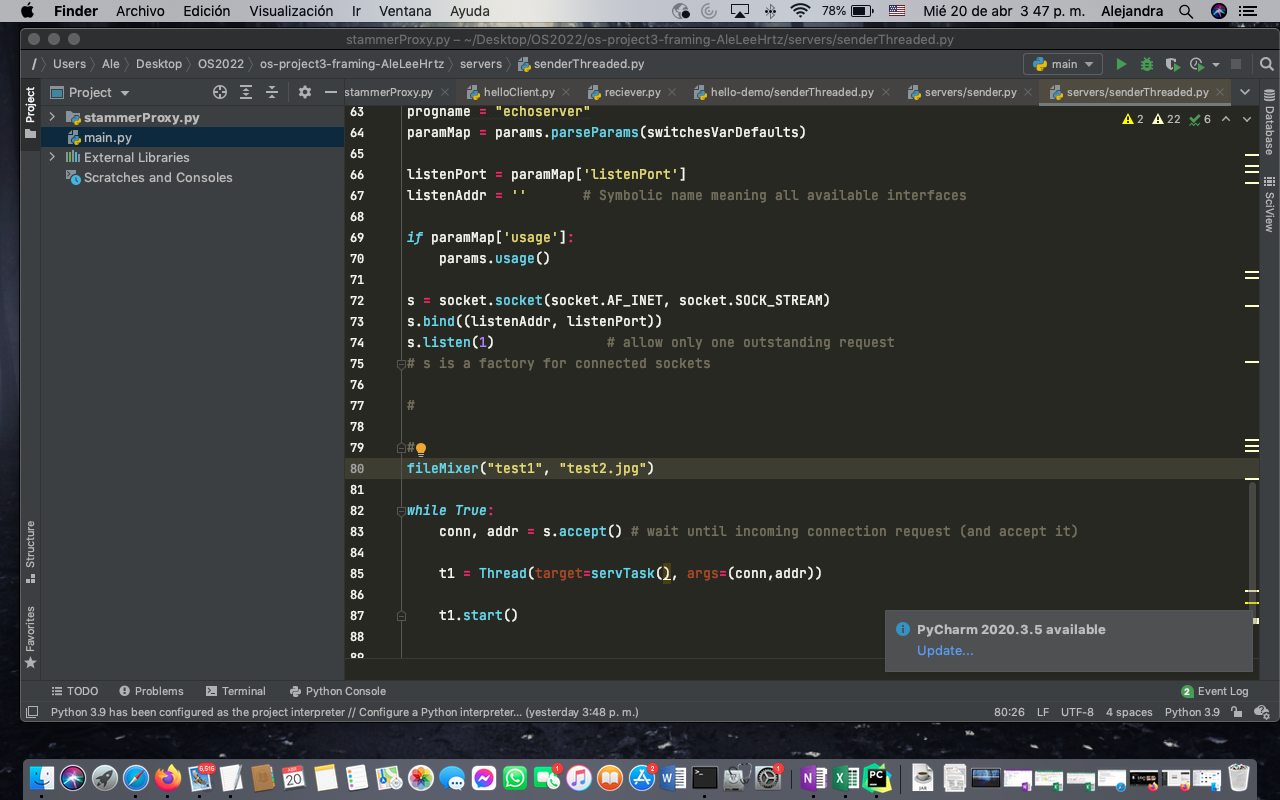 Finder Archivo Edición Visualización Ir Ventana Ayuda 78% Mié 20 de abr 3 47 p. m. Alejandra
stammerProxy.py – ~/Desktop/OS2022/os-project3-framing-AleLeeHrtz/servers/senderThreaded.py
/ Users Ale Desktop OS2022 os-project3-framing-AleLeeHrtz servers senderThreaded.py main
Project
Project
stammerProxy.py helloClient.py reciever.py hello-demo/senderThreaded.py servers/sender.py servers/senderThreaded.py
stammerProxy.py
main.py
External Libraries
Scratches and Consoles
2 22 6
63 progname = "echoserver"
64 paramMap = params.parseParams(switchesVarDefaults)
65
66 listenPort = paramMap['listenPort']
67 listenAddr = '' # Symbolic name meaning all available interfaces
68
69 if paramMap['usage']:
70 params.usage()
71
72 s = socket.socket(socket.AF_INET, socket.SOCK_STREAM)
73 s.bind((listenAddr, listenPort))
74 s.listen(1) # allow only one outstanding request
75 # s is a factory for connected sockets
76
77 #
78
79 #
80 fileMixer("test1", "test2.jpg")
81
82 while True:
83 conn, addr = s.accept() # wait until incoming connection request (and accept it)
84
85 t1 = Thread(target=servTask(), args=(conn,addr))
86
87 t1.start()
88
89
Database
SciView
Structure
Favorites
PyCharm 2020.3.5 available
Update...
TODO Problems Terminal Python Console 2 Event Log
Python 3.9 has been configured as the project interpreter // Configure a Python interpreter... (yesterday 3:48 p. m.) 80:26 LF UTF-8 4 spaces Python 3.9
6,616 20 1 2 1 PC JAR